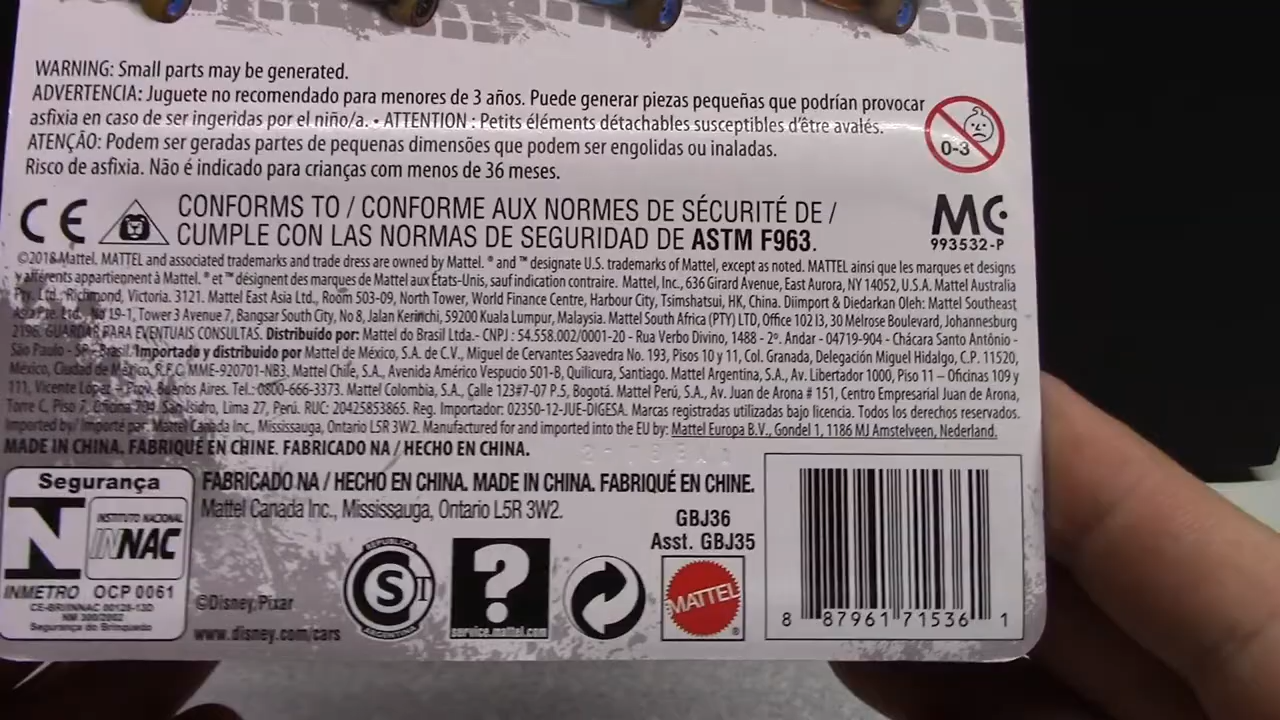 WARNING: Small parts may be generated.
ADVERTENCIA: Juguete no recomendado para menores de 3 años. Puede generar piezas pequeñas que podrían provocar
asfixia en caso de ser ingeridas por el niño/a. • ATTENTION : Petits éléments détachables susceptibles d'être avalés.
ATENÇÃO: Podem ser geradas partes de pequenas dimensões que podem ser engolidas ou inaladas.
Risco de asfixia. Não é indicado para crianças com menos de 36 meses.
0-3
CE
CONFORMS TO / CONFORME AUX NORMES DE SÉCURITÉ DE /
CUMPLE CON LAS NORMAS DE SEGURIDAD DE ASTM F963.
MC
993532-P
©2018 Mattel. MATTEL and associated trademarks and trade dress are owned by Mattel. ® and ™ designate U.S. trademarks of Mattel, except as noted. MATTEL ainsi que les marques et designs
y afférents appartiennent à Mattel. ® et ™ désignent des marques de Mattel aux États-Unis, sauf indication contraire. Mattel, Inc., 636 Girard Avenue, East Aurora, NY 14052, U.S.A. Mattel Australia
Pty. Ltd., Richmond, Victoria. 3121. Mattel East Asia Ltd., Room 503-09, North Tower, World Finance Centre, Harbour City, Tsimshatsui, HK, China. Diimport & Diedarkan Oleh: Mattel Southeast
Asia Pte. Ltd., No 19-1, Tower 3 Avenue 7, Bangsar South City, No 8, Jalan Kerinchi, 59200 Kuala Lumpur, Malaysia. Mattel South Africa (PTY) LTD, Office 102 I3, 30 Melrose Boulevard, Johannesburg
2196. GUARDAR PARA EVENTUAIS CONSULTAS. Distribuído por: Mattel do Brasil Ltda.- CNPJ : 54.558.002/0001-20 - Rua Verbo Divino, 1488 - 2º. Andar - 04719-904 - Chácara Santo Antônio -
São Paulo - SP - Brasil. Importado y distribuido por Mattel de México, S.A. de C.V., Miguel de Cervantes Saavedra No. 193, Pisos 10 y 11, Col. Granada, Delegación Miguel Hidalgo, C.P. 11520,
México, Ciudad de México. R.F.C. MME-920701-NB3. Mattel Chile, S.A., Avenida Américo Vespucio 501-B, Quilicura, Santiago. Mattel Argentina, S.A., Av. Libertador 1000, Piso 11 – Oficinas 109 y
111, Vicente López – Prov. Buenos Aires. Tel.: 0800-666-3373. Mattel Colombia, S.A., Calle 123#7-07 P.5, Bogotá. Mattel Perú, S.A., Av. Juan de Arona # 151, Centro Empresarial Juan de Arona,
Torre C, Piso 7, Oficina 704, San Isidro, Lima 27, Perú. RUC: 20425853865. Reg. Importador: 02350-12-JUE-DIGESA. Marcas registradas utilizadas bajo licencia. Todos los derechos reservados.
Imported by/ Importé par: Mattel Canada Inc., Mississauga, Ontario L5R 3W2. Manufactured for and imported into the EU by: Mattel Europa B.V., Gondel 1, 1186 MJ Amstelveen, Nederland.
MADE IN CHINA. FABRIQUÉ EN CHINE. FABRICADO NA / HECHO EN CHINA.
Segurança
INSTITUTO NACIONAL
INNAC
INMETRO OCP 0061
CE-BRI/INNAC 00128-13D
NM 300/2002
Segurança do Brinquedo
FABRICADO NA / HECHO EN CHINA. MADE IN CHINA. FABRIQUÉ EN CHINE.
Mattel Canada Inc., Mississauga, Ontario L5R 3W2.
©Disney/Pixar
www.disney.com/cars
REPUBLICA
S T
ARGENTINA
?
service.mattel.com
GBJ36
Asst. GBJ35
MATTEL
®
8 87961 71536 1